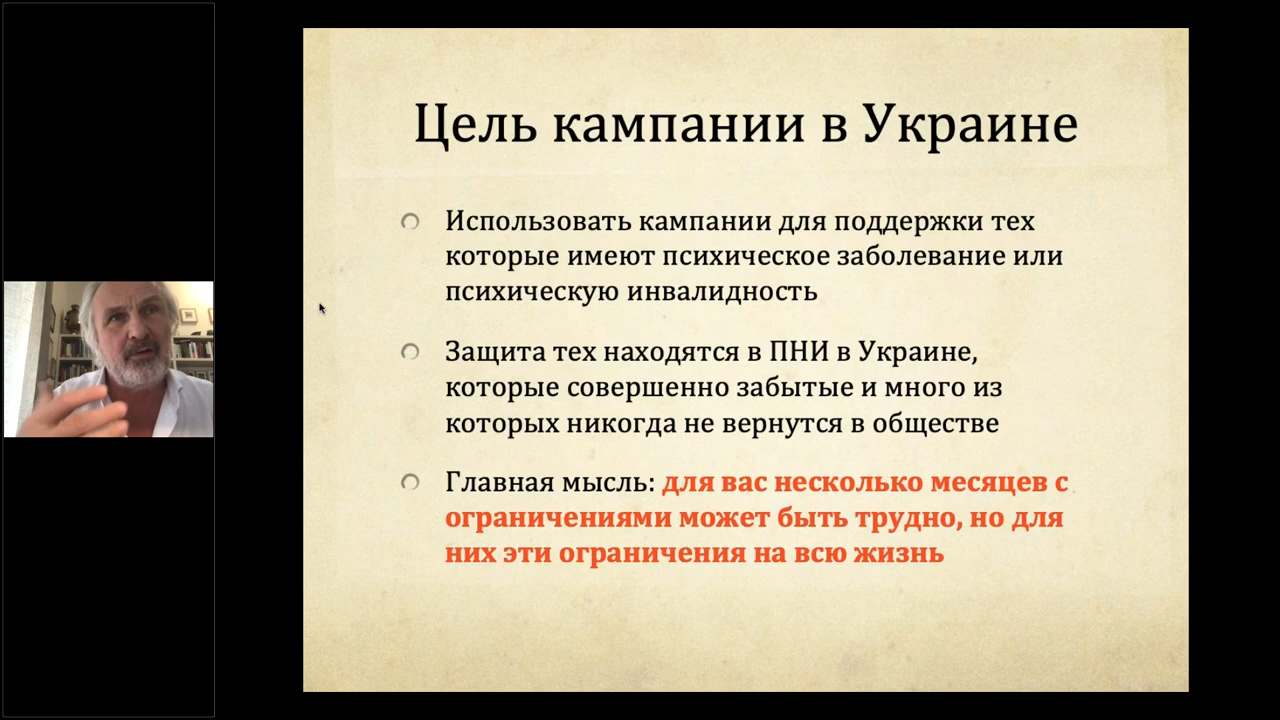 Цель кампании в Украине
Использовать кампании для поддержки тех
которые имеют психическое заболевание или
психическую инвалидность
Защита тех находятся в ПНИ в Украине,
которые совершенно забытые и много из
которых никогда не вернутся в обществе
Главная мысль: для вас несколько месяцев с
ограничениями может быть трудно, но для
них эти ограничения на всю жизнь